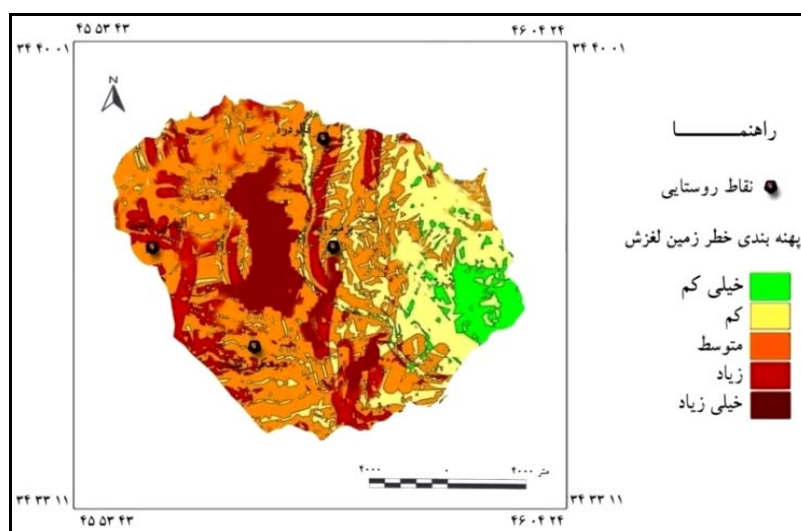 ۴۵ ۵۳ ۴۳
۴۶ ۰۴ ۲۴
۳۴ ۴۰ ۰۱
۳۴ ۴۰ ۰۱
N
راهنمـــــــا
نقاط روستایی
پهنه بندی خطر زمین لغزش
خیلی کم
کم
متوسط
زیاد
خیلی زیاد
۴۰۰۰ ۰ ۴۰۰۰ متر
۳۴ ۳۳ ۱۱
۳۴ ۳۳ ۱۱
۴۵ ۵۳ ۴۳
۴۶ ۰۴ ۲۴